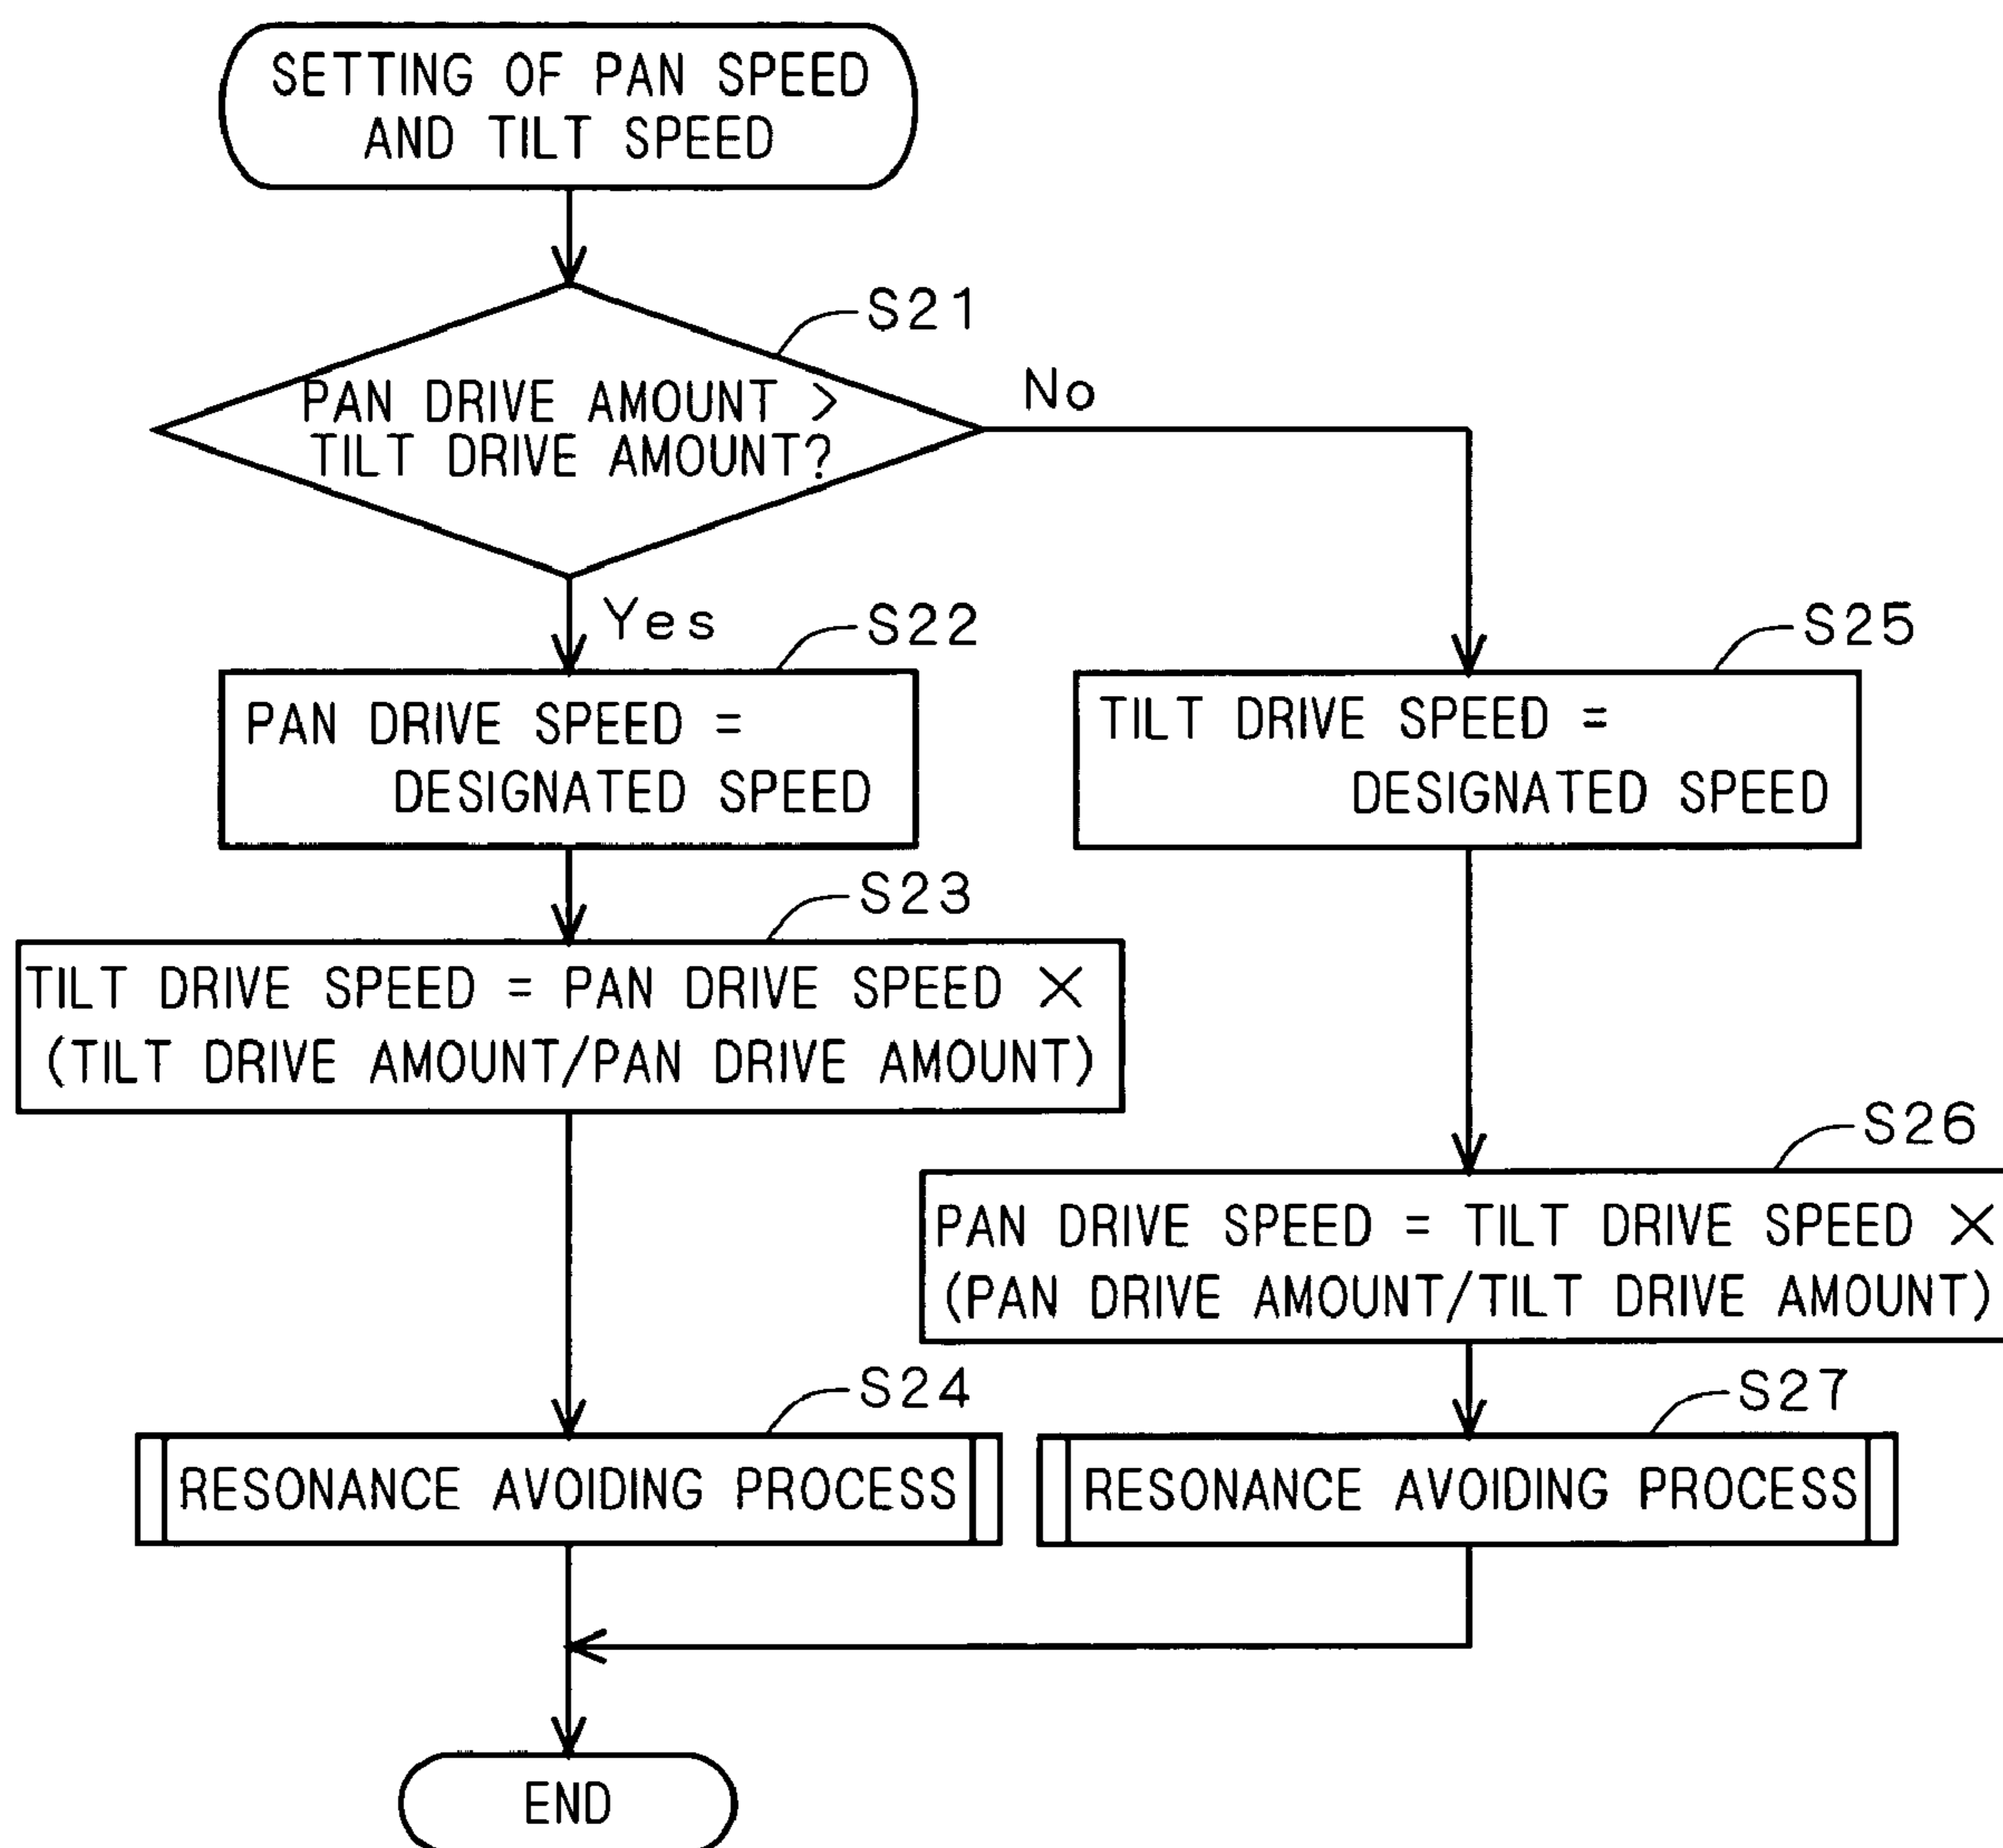 SETTING OF PAN SPEED
AND TILT SPEED
S21
PAN DRIVE AMOUNT >
TILT DRIVE AMOUNT?
No
Yes
S22
PAN DRIVE SPEED =
DESIGNATED SPEED
S25
TILT DRIVE SPEED =
DESIGNATED SPEED
S23
TILT DRIVE SPEED = PAN DRIVE SPEED ×
(TILT DRIVE AMOUNT/PAN DRIVE AMOUNT)
S26
PAN DRIVE SPEED = TILT DRIVE SPEED ×
(PAN DRIVE AMOUNT/TILT DRIVE AMOUNT)
S24
RESONANCE AVOIDING PROCESS
S27
RESONANCE AVOIDING PROCESS
END